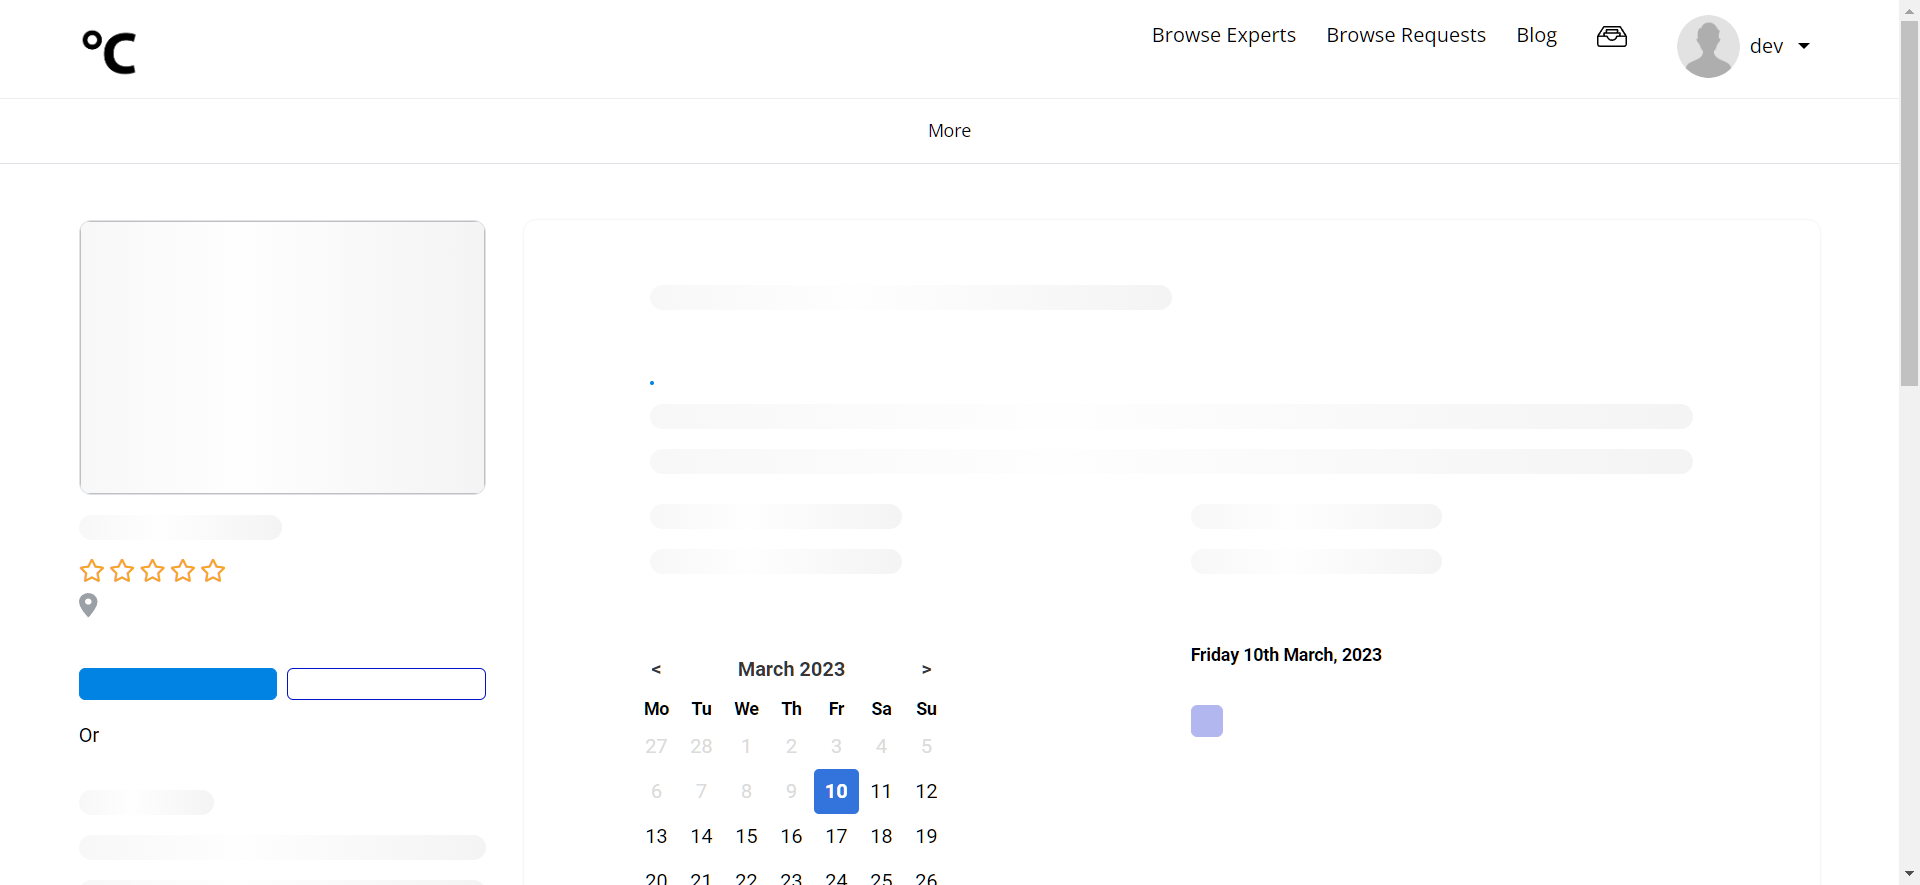 °C
Browse Experts Browse Requests Blog dev
More
Or
< March 2023 >
Mo Tu We Th Fr Sa Su
27 28 1 2 3 4 5
6 7 8 9 10 11 12
13 14 15 16 17 18 19
20 21 22 23 24 25 26
Friday 10th March, 2023